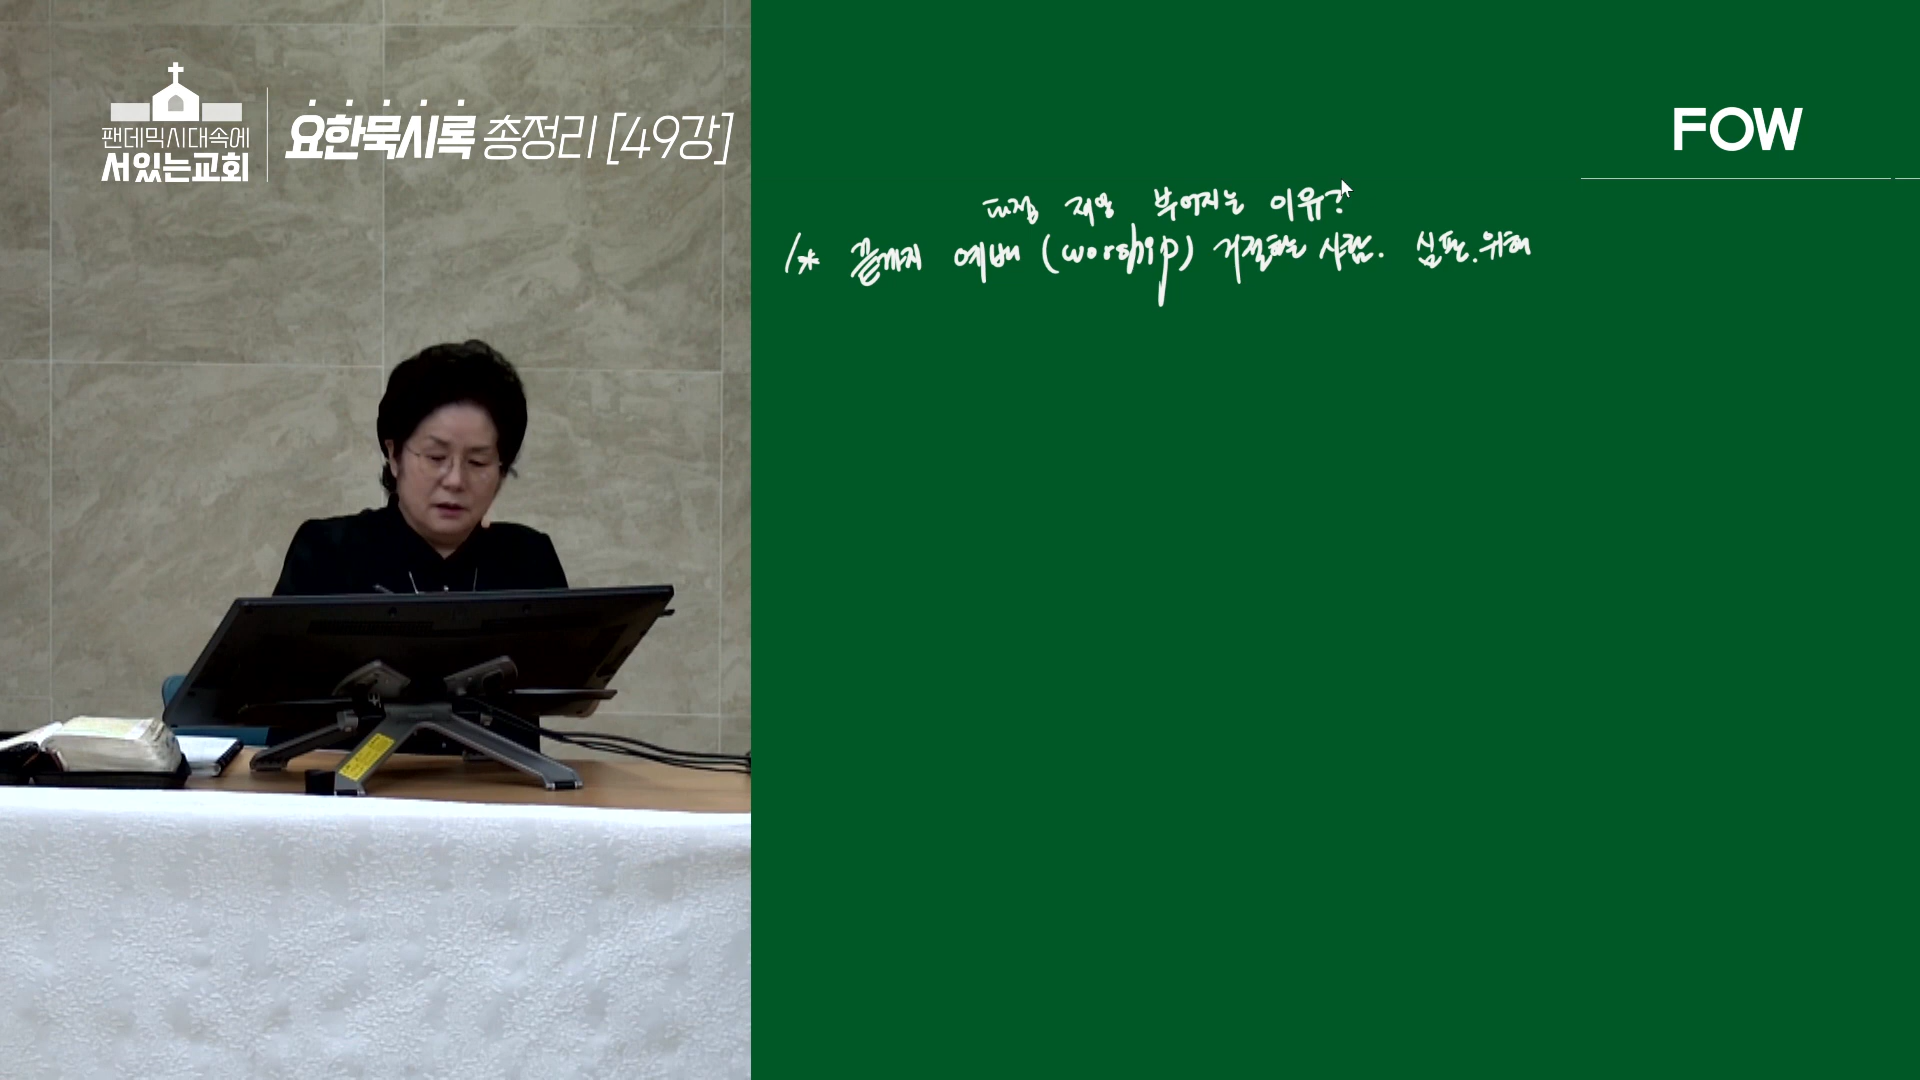 팬데믹시대속에
서있는교회
요한묵시록 총정리 [49강]
FOW
재앙 부어지는 이유?
/* 끝까지 예배 (worship) 거절하는 사람. 심판.위해